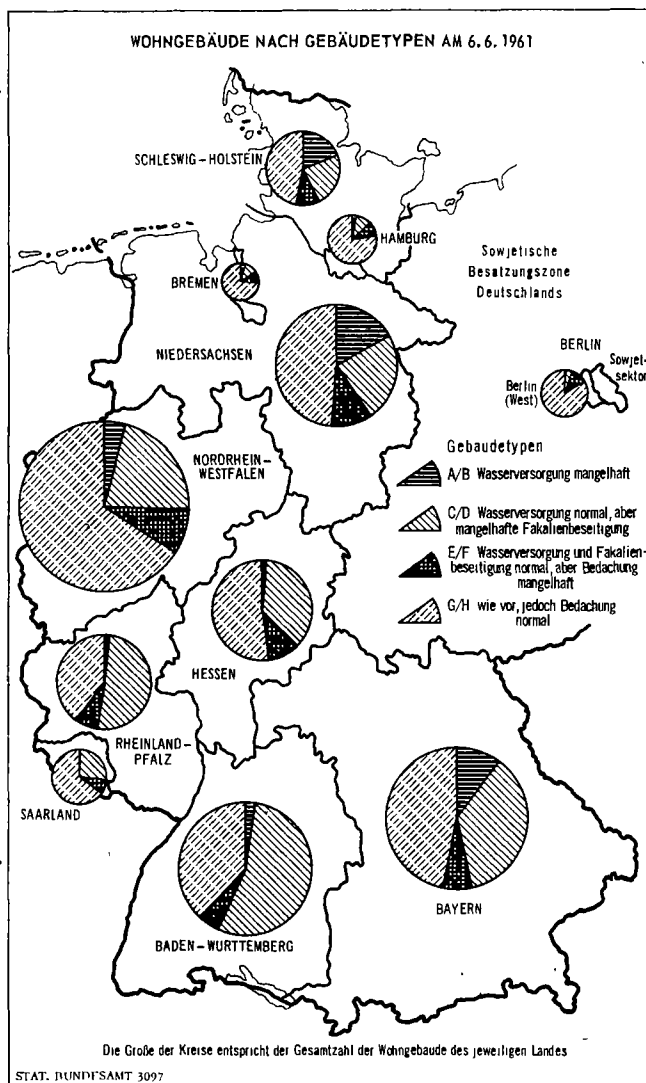 WOHNGEBÄUDE NACH GEBÄUDETYPEN AM 6.6.1961
SCHLESWIG-HOLSTEIN
HAMBURG
BREMEN
Sowjetische
Besatzungszone
Deutschlands
NIEDERSACHSEN
BERLIN
Sowjet-
sektor
Berlin
(West)
NORDRHEIN-
WESTFALEN
Gebaudetypen
A/B Wasserversorgung mangelhaft
C/D Wasserversorgung normal, aber
mangelhafte Fakalienbeseitigung
E/F Wasserversorgung und Fakalien-
beseitigung normal, aber Bedachung
mangelhaft
G/H wie vor, jedoch Bedachung
normal
HESSEN
RHEINLAND-
PFALZ
SAARLAND
BADEN-WURTTEMBERG
BAYERN
Die Große der Kreise entspricht der Gesamtzahl der Wohngebaude des jeweiligen Landes
STAT. BUNDESAMT 3097